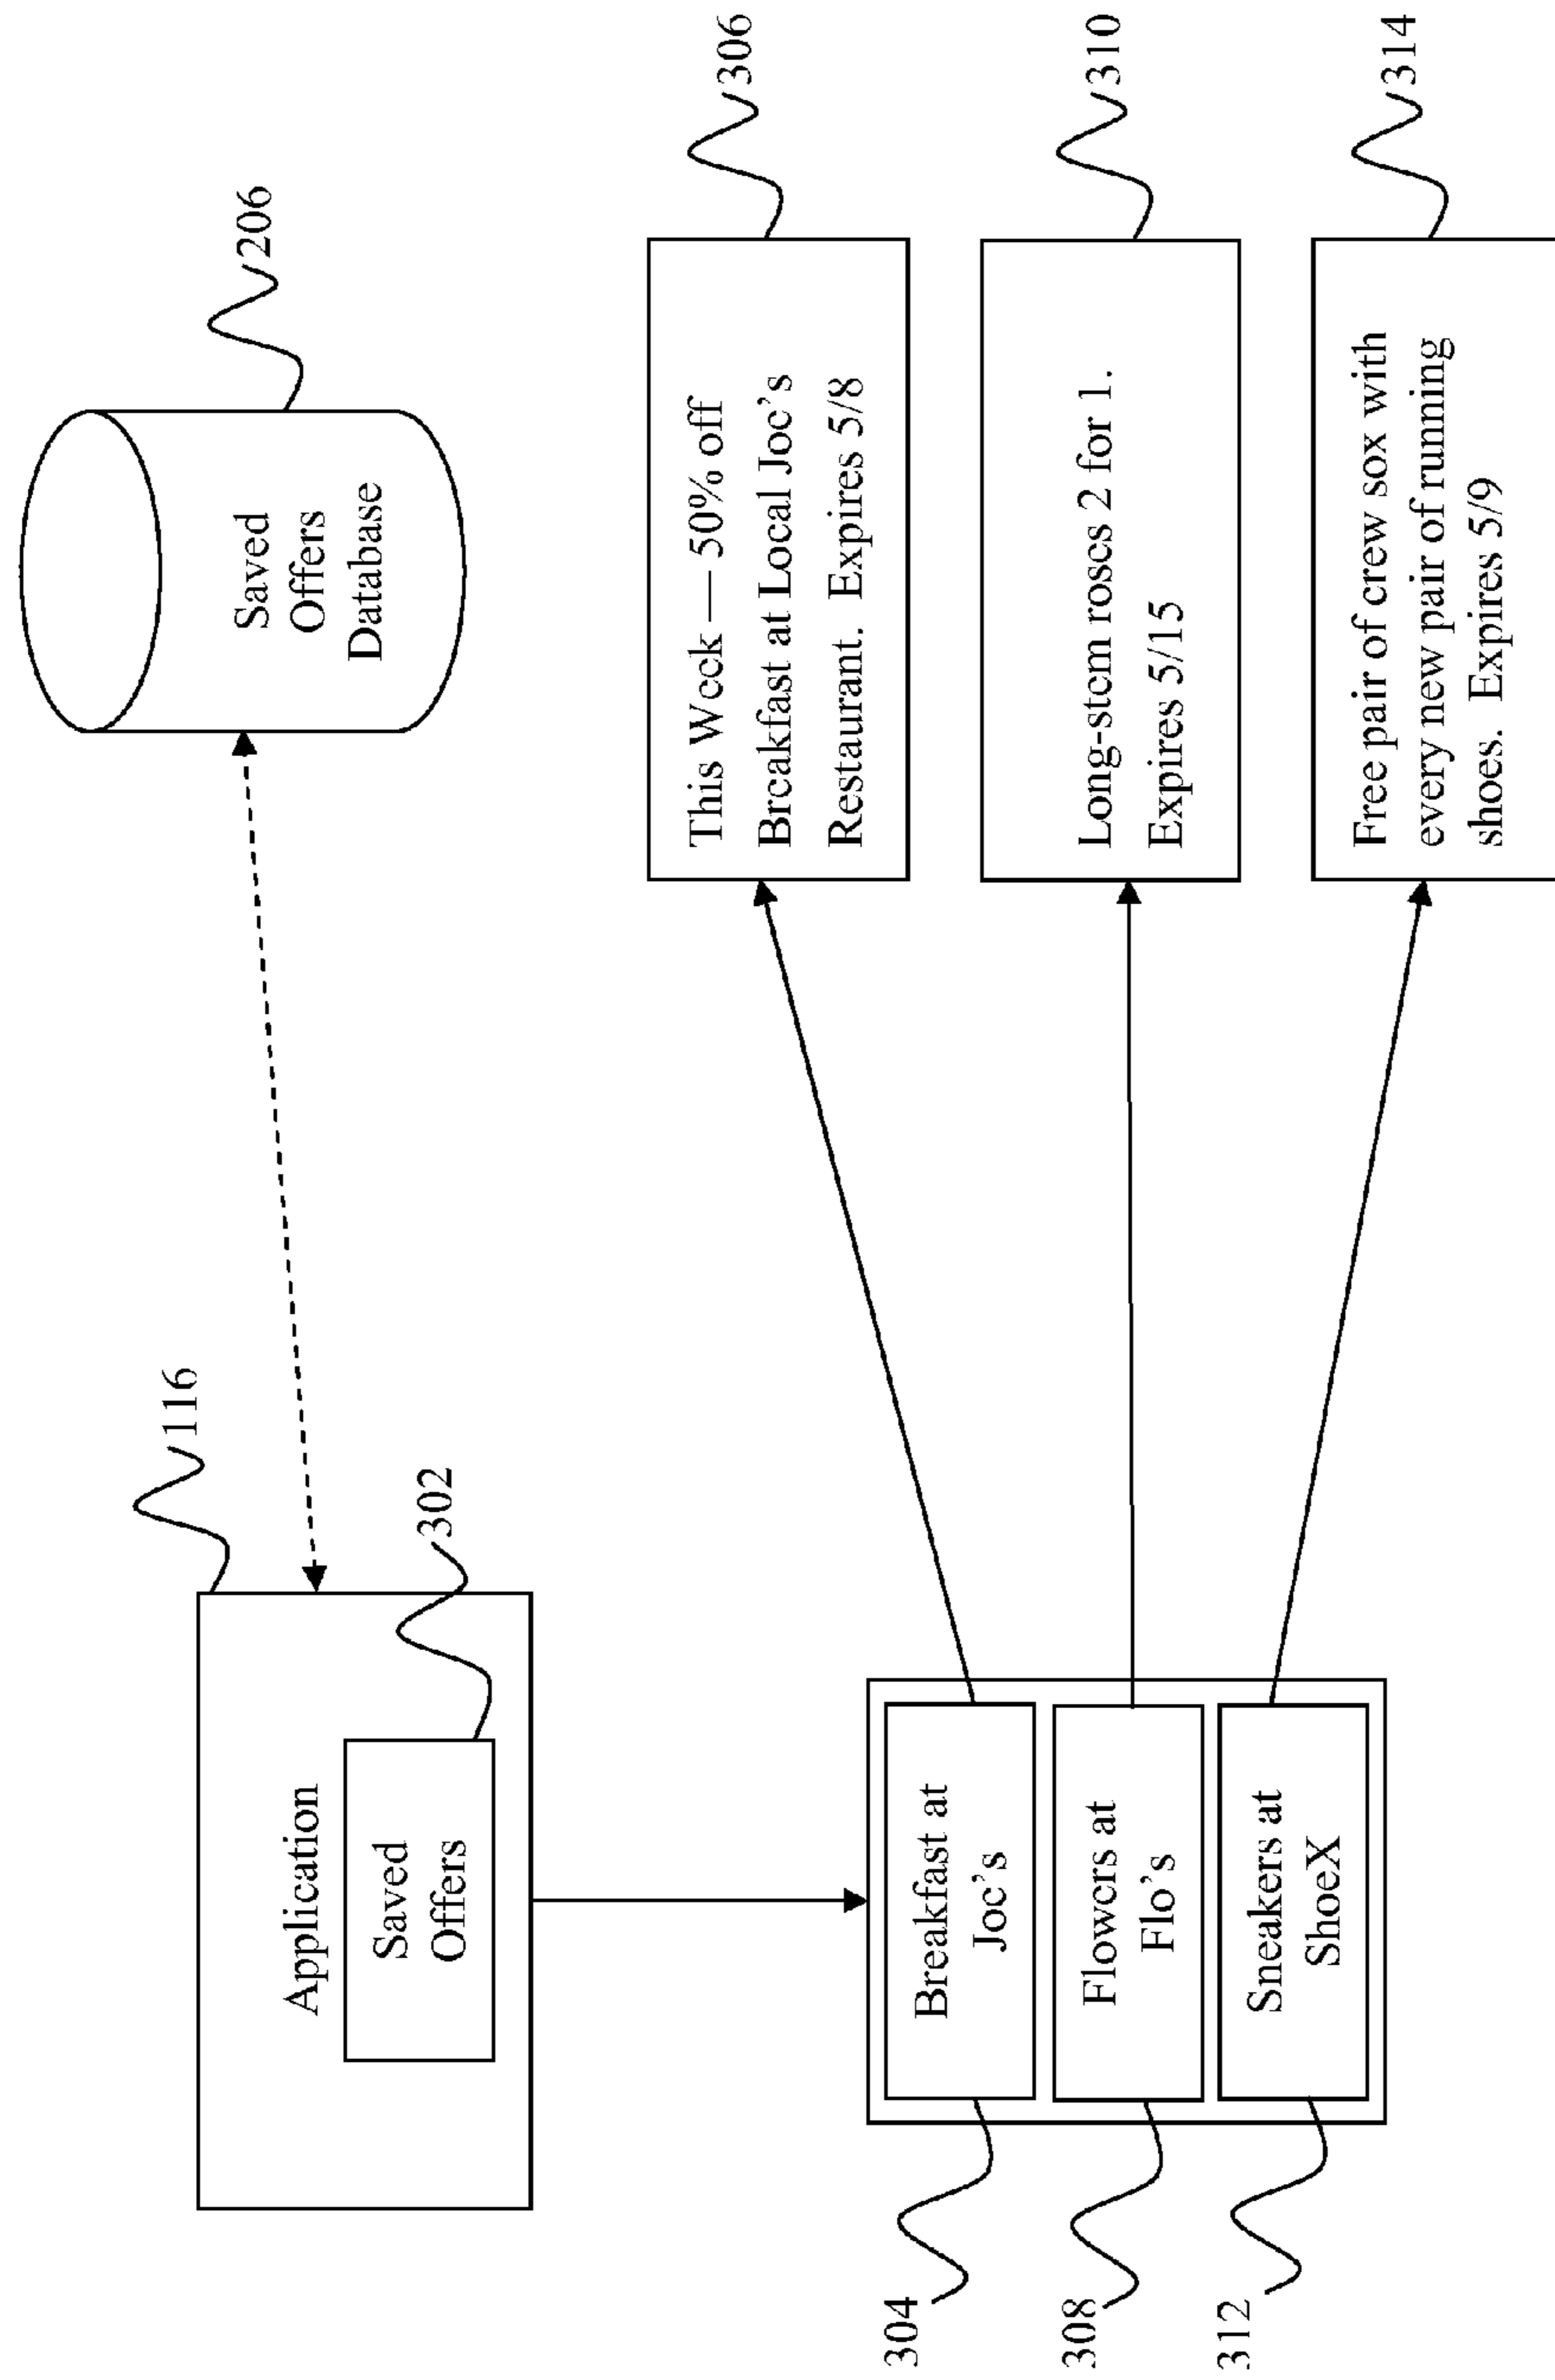 206
116
Saved
Offers
Database
Application
Saved
Offers
302
306
This Week — 50% off
Breakfast at Local Joe's
Restaurant. Expires 5/8
304
Breakfast at
Joe's
310
Long-stem roses 2 for 1.
Expires 5/15
308
Flowers at
Flo's
314
Free pair of crew sox with
every new pair of running
shoes. Expires 5/9
312
Sneakers at
ShoeX